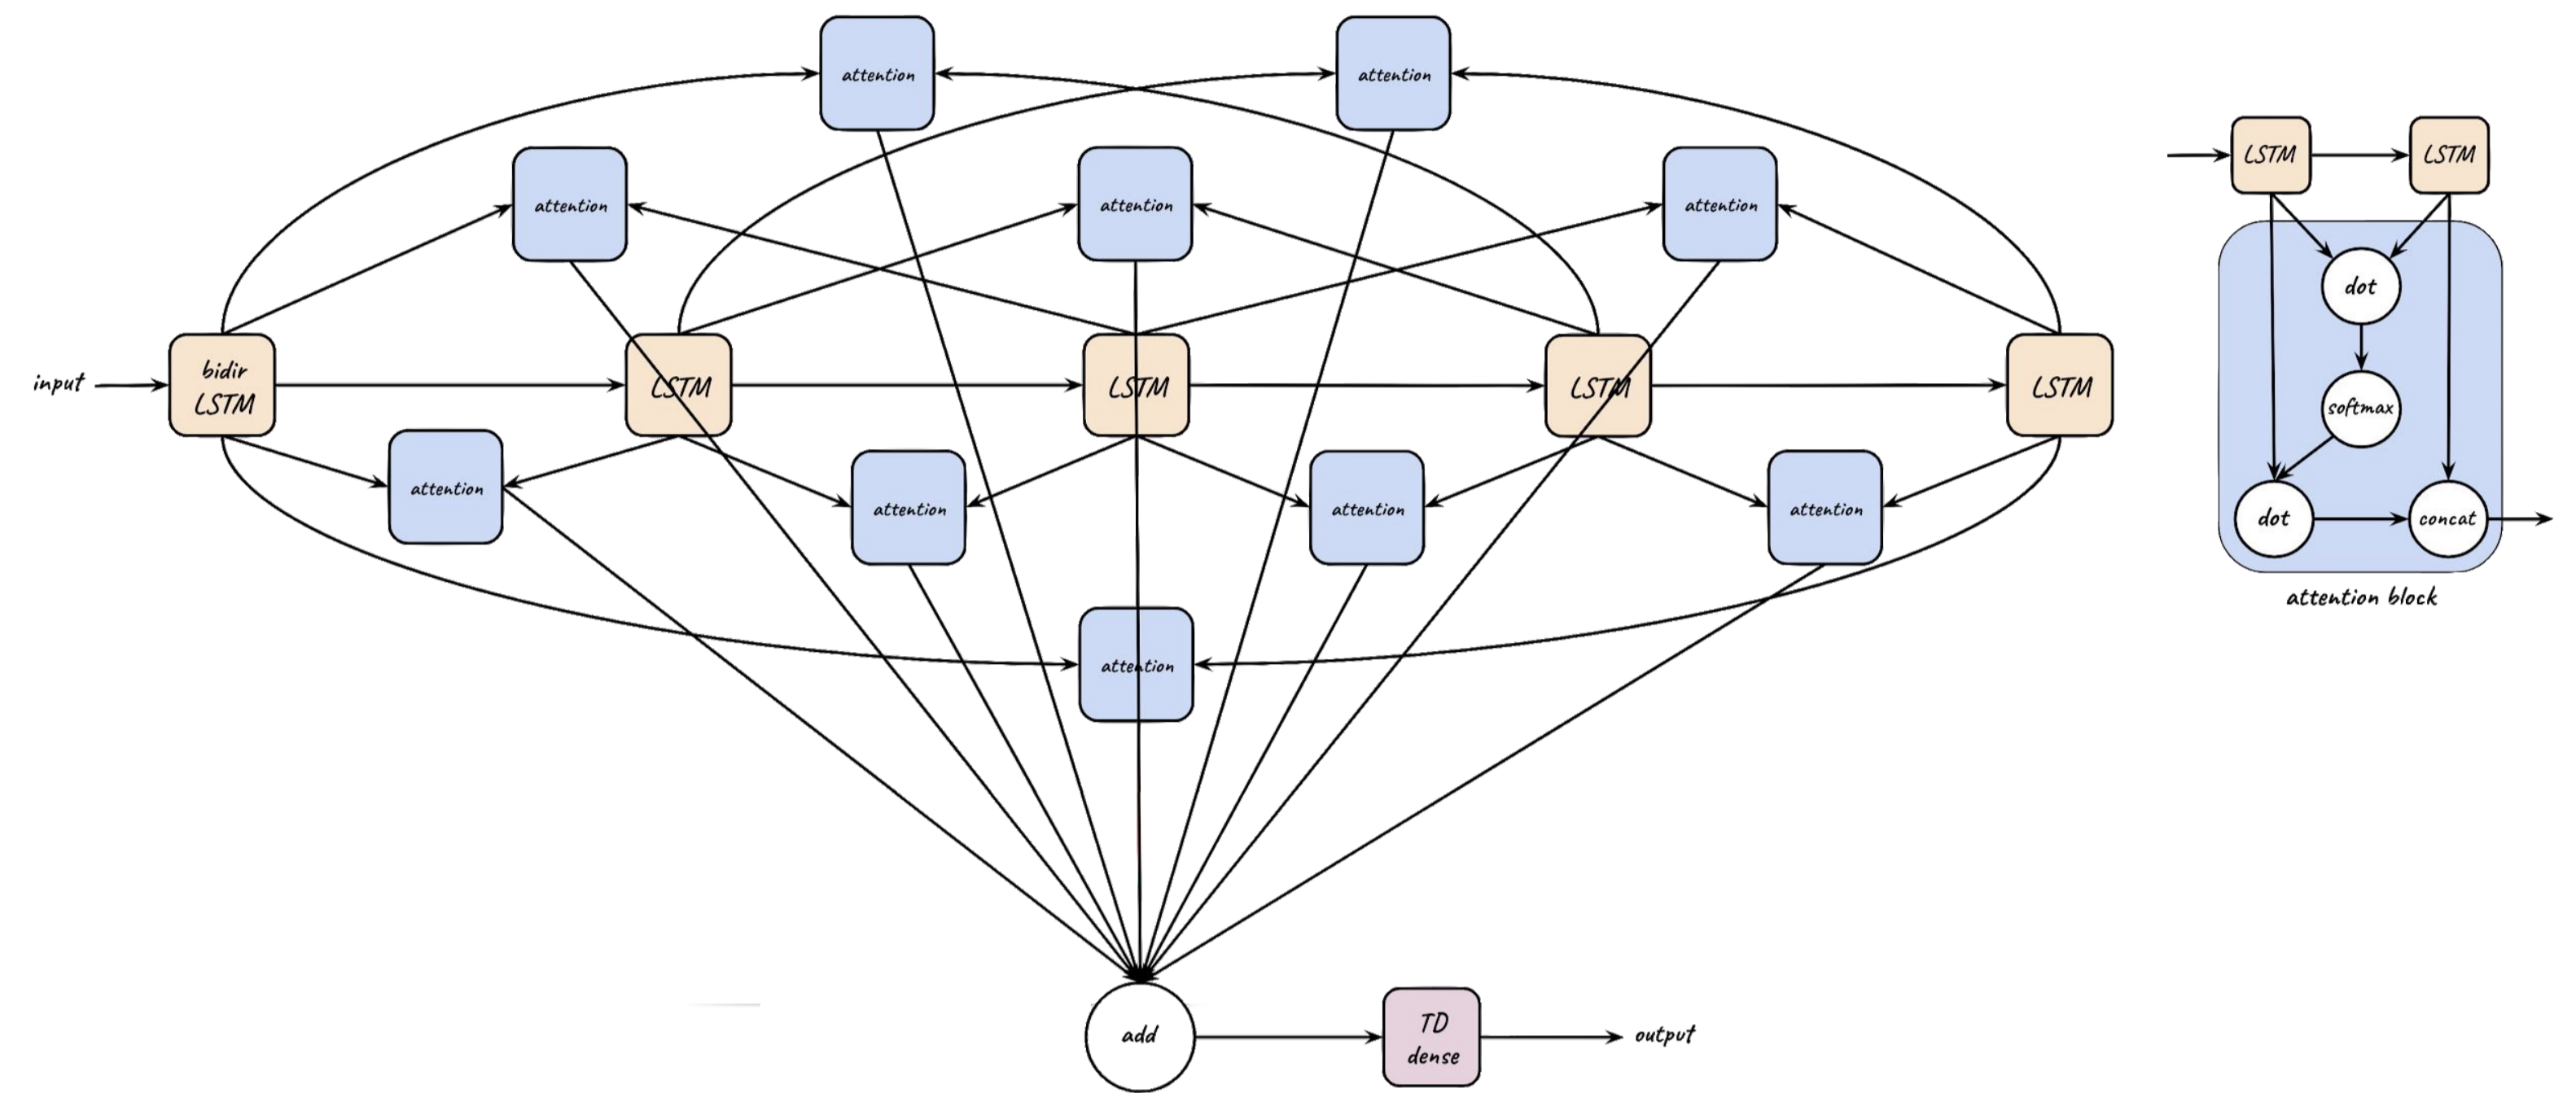 attention
attention
attention
attention
attention
input
bidir
LSTM
LSTM
LSTM
LSTM
LSTM
attention
attention
attention
attention
attention
add
TD
dense
output
LSTM
LSTM
dot
softmax
dot
concat
attention block